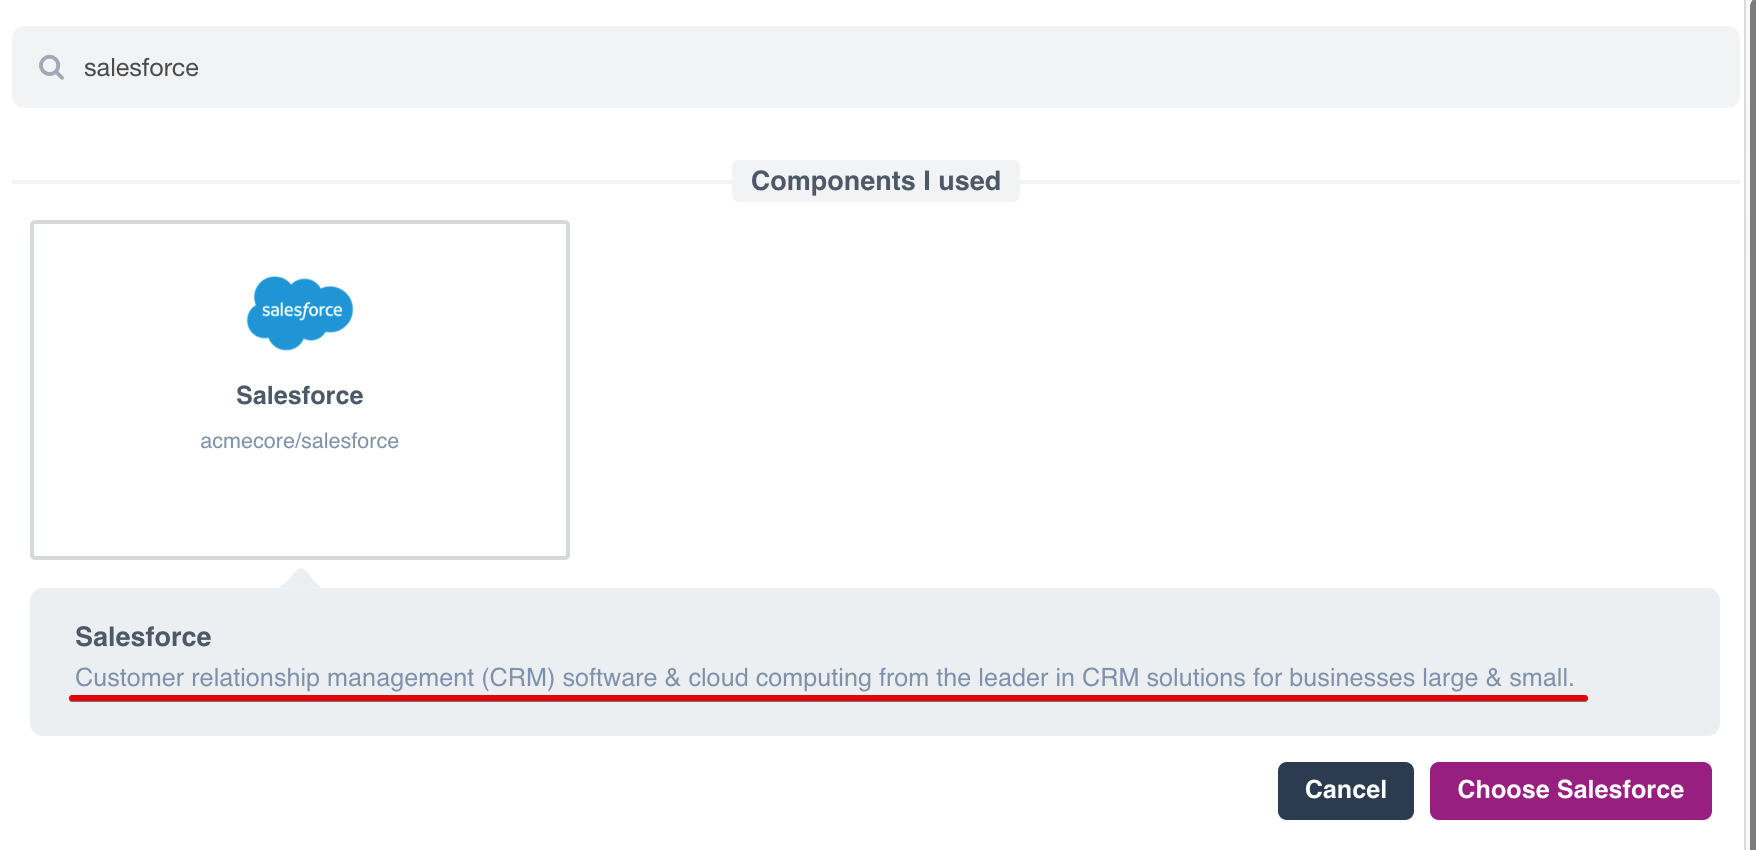 salesforce
Components I used
salesforce
Salesforce
acmecore/salesforce
Salesforce
Customer relationship management (CRM) software & cloud computing from the leader in CRM solutions for businesses large & small.
Cancel
Choose Salesforce